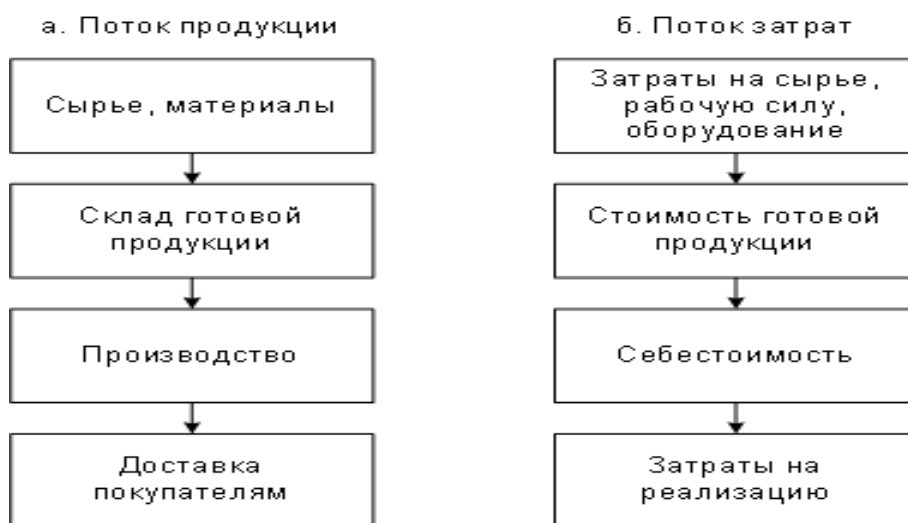 а. Поток продукции
Сырье, материалы
Склад готовой
продукции
Производство
Доставка
покупателям
б. Поток затрат
Затраты на сырье,
рабочую силу,
оборудование
Стоимость готовой
продукции
Себестоимость
Затраты на
реализацию